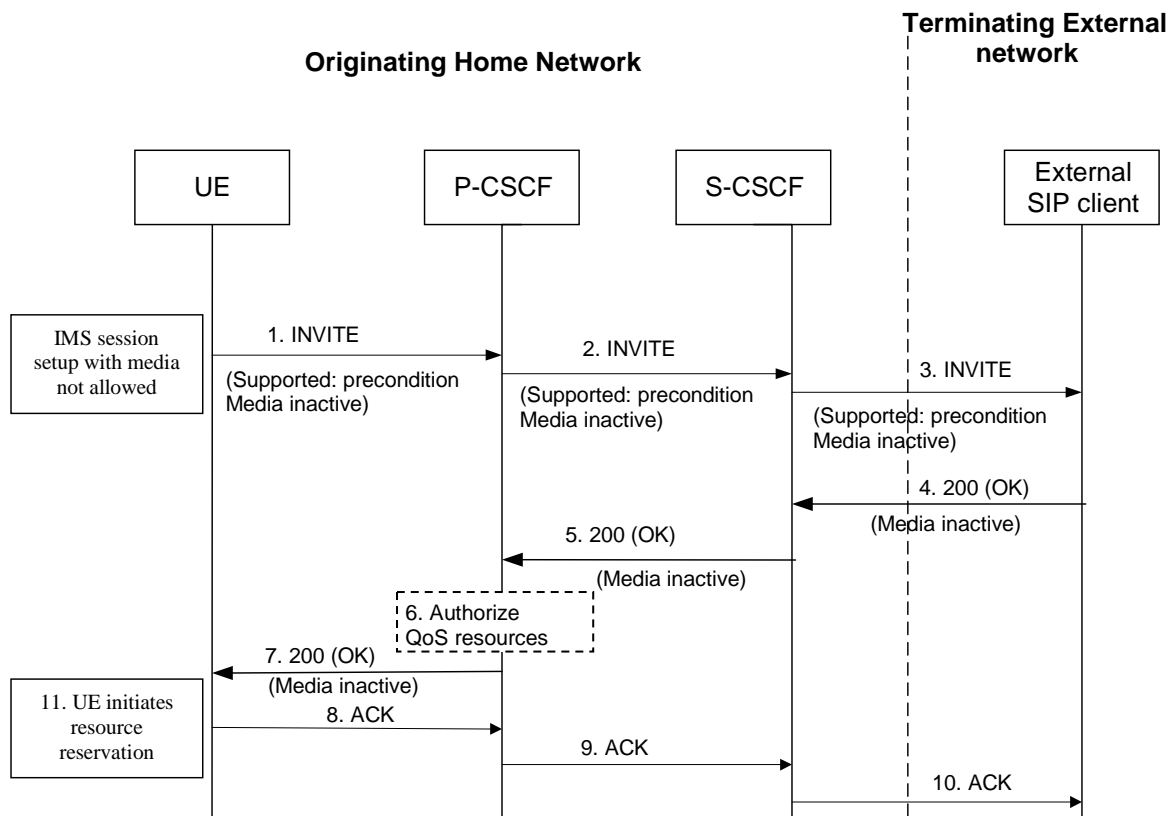 Terminating External
network
Originating Home Network
UE
P-CSCF
S-CSCF
External
SIP client
IMS session
setup with media
not allowed
1. INVITE
(Supported: precondition
Media inactive)
2. INVITE
(Supported: precondition
Media inactive)
3. INVITE
(Supported: precondition
Media inactive)
4. 200 (OK)
(Media inactive)
5. 200 (OK)
(Media inactive)
6. Authorize
QoS resources
7. 200 (OK)
(Media inactive)
11. UE initiates
resource
reservation
8. ACK
9. ACK
10. ACK